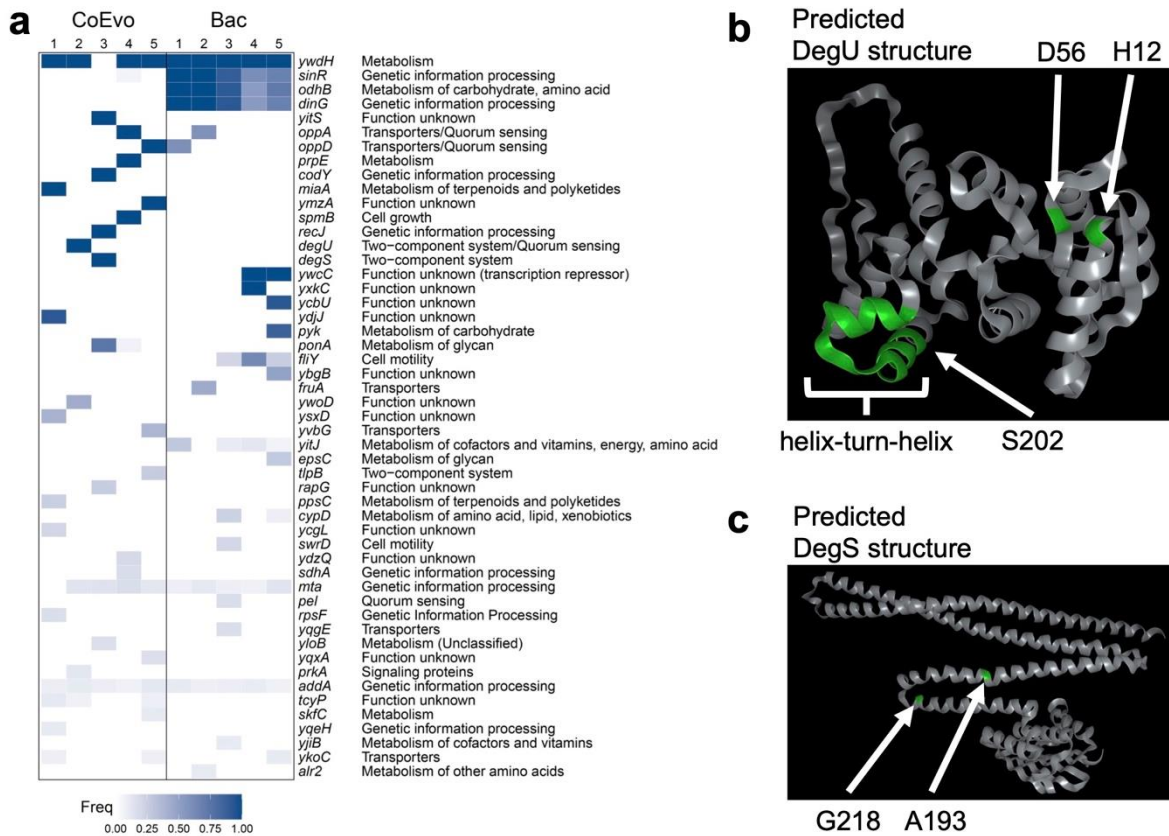 a
CoEvo Bac
1 2 3 4 5 1 2 3 4 5
ywdH Metabolism
sinR Genetic information processing
odhB Metabolism of carbohydrate, amino acid
dinG Genetic information processing
yitS Function unknown
oppA Transporters/Quorum sensing
oppD Transporters/Quorum sensing
prpE Metabolism
codY Genetic information processing
miaA Metabolism of terpenoids and polyketides
ymzA Function unknown
spmB Cell growth
recJ Genetic information processing
degU Two−component system/Quorum sensing
degS Two−component system
ywcC Function unknown (transcription repressor)
yxkC Function unknown
ycbU Function unknown
ydjJ Function unknown
pyk Metabolism of carbohydrate
ponA Metabolism of glycan
fliY Cell motility
ybgB Function unknown
fruA Transporters
ywoD Function unknown
ysxD Function unknown
yvbG Transporters
yitJ Metabolism of cofactors and vitamins, energy, amino acid
epsC Metabolism of glycan
tlpB Two−component system
rapG Function unknown
ppsC Metabolism of terpenoids and polyketides
cypD Metabolism of amino acid, lipid, xenobiotics
ycgL Function unknown
swrD Cell motility
ydzQ Function unknown
sdhA Genetic information processing
mta Genetic information processing
pel Quorum sensing
rpsF Genetic Information Processing
yqgE Transporters
yloB Metabolism (Unclassified)
yqxA Function unknown
prkA Signaling proteins
addA Genetic information processing
tcyP Function unknown
skfC Metabolism
yqeH Genetic information processing
yjiB Metabolism of cofactors and vitamins
ykoC Transporters
alr2 Metabolism of other amino acids
Freq
0.00 0.25 0.50 0.75 1.00
b
Predicted
DegU structure
D56 H12
helix-turn-helix S202
c
Predicted
DegS structure
G218 A193